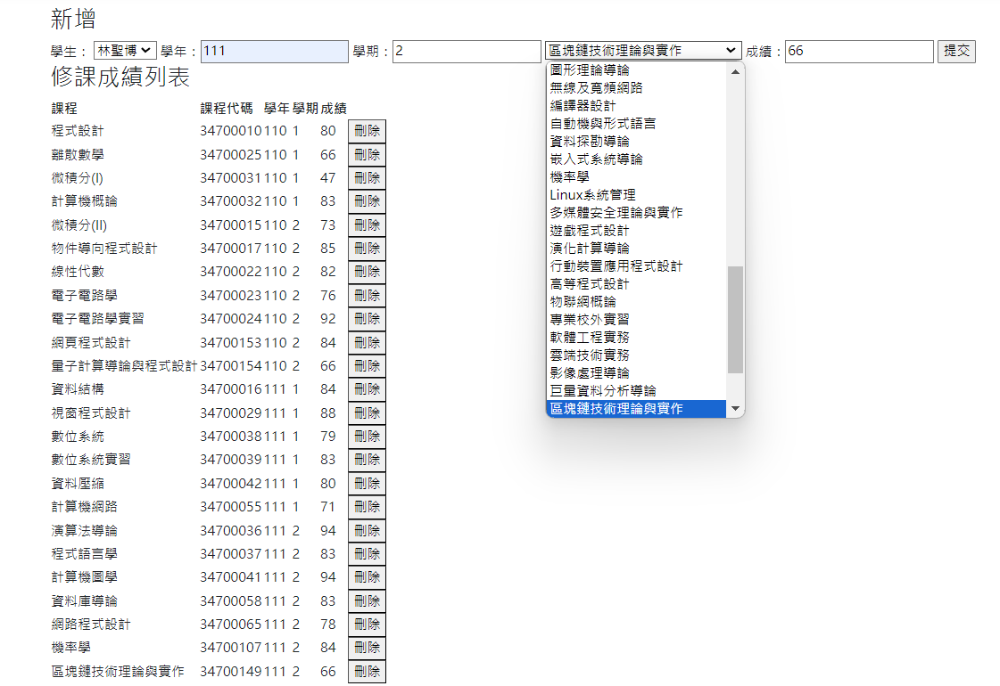 新增
學生： 林聖博 學年：111 學期：2 區塊鏈技術理論與實作 成績：66 提交
修課成績列表
課程 課程代碼 學年 學期 成績
程式設計 34700010 110 1 80 刪除
離散數學 34700025 110 1 66 刪除
微積分(I) 34700031 110 1 47 刪除
計算機概論 34700032 110 1 83 刪除
微積分(II) 34700015 110 2 73 刪除
物件導向程式設計 34700017 110 2 85 刪除
線性代數 34700022 110 2 82 刪除
電子電路學 34700023 110 2 76 刪除
電子電路學實習 34700024 110 2 92 刪除
網頁程式設計 34700153 110 2 84 刪除
量子計算導論與程式設計 34700154 110 2 66 刪除
資料結構 34700016 111 1 84 刪除
視窗程式設計 34700029 111 1 88 刪除
數位系統 34700038 111 1 79 刪除
數位系統實習 34700039 111 1 83 刪除
資料壓縮 34700042 111 1 80 刪除
計算機網路 34700055 111 1 71 刪除
演算法導論 34700036 111 2 94 刪除
程式語言學 34700037 111 2 83 刪除
計算機圖學 34700041 111 2 94 刪除
資料庫導論 34700058 111 2 83 刪除
網路程式設計 34700065 111 2 78 刪除
機率學 34700107 111 2 84 刪除
區塊鏈技術理論與實作 34700149 111 2 66 刪除
圖形理論導論
無線及寬頻網路
編譯器設計
自動機與形式語言
資料探勘導論
嵌入式系統導論
機率學
Linux系統管理
多媒體安全理論與實作
遊戲程式設計
演化計算導論
行動裝置應用程式設計
高等程式設計
物聯網概論
專業校外實習
軟體工程實務
雲端技術實務
影像處理導論
巨量資料分析導論
區塊鏈技術理論與實作